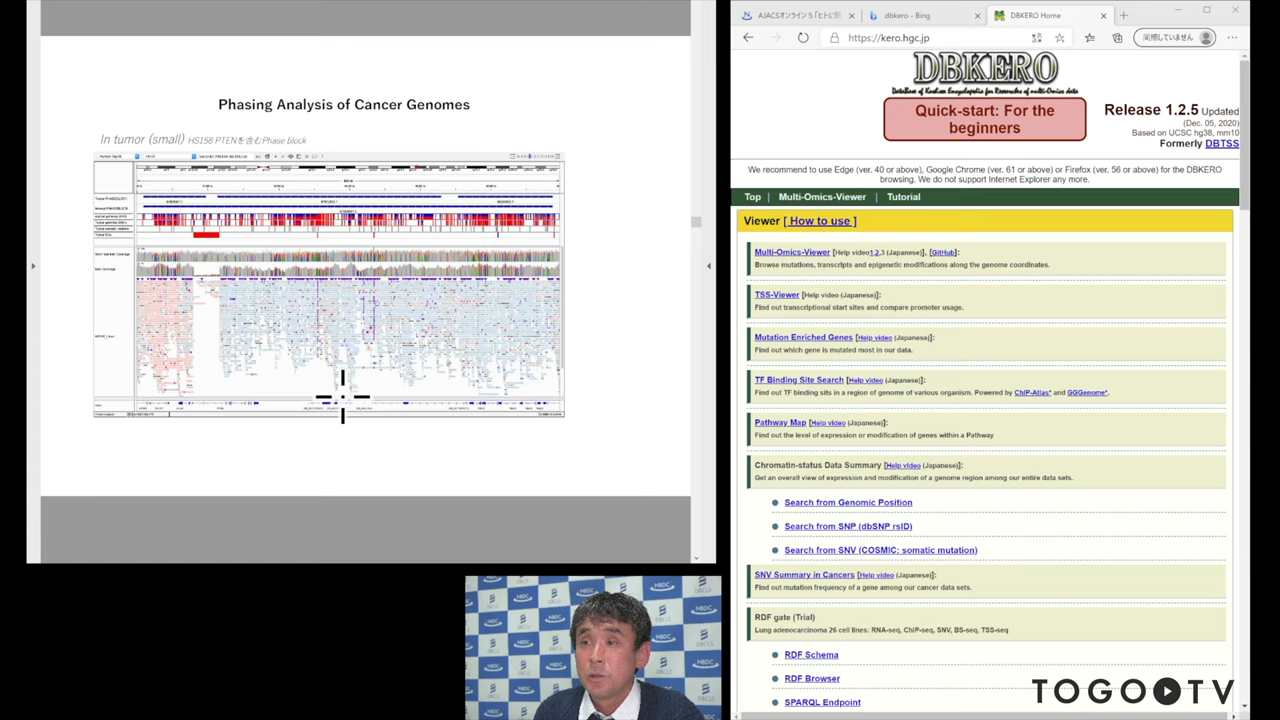 Phasing Analysis of Cancer Genomes
In tumor (small) HS158 PTENを含むPhase block
AJACSオンライン5「ヒトに関
dbkero - Bing
DBKERO Home
https://kero.hgc.jp
同期していません
DBKERO
DataBase of Kashiwa Encyclopedia for Researches of multi-Omics data
Quick-start: For the
beginners
Release 1.2.5 Updated
(Dec. 05, 2020)
Based on UCSC hg38, mm10
Formerly DBTSS
We recommend to use Edge (ver. 40 or above), Google Chrome (ver. 61 or above) or Firefox (ver. 56 or above) for the DBKERO
browsing. We do not support Internet Explorer any more.
Top | Multi-Omics-Viewer | Tutorial
Viewer [ How to use ]
Multi-Omics-Viewer [Help video1,2,3 (Japanese)], [GitHub]:
Browse mutations, transcripts and epigenetic modifications along the genome coordinates.
TSS-Viewer [Help video (Japanese)]:
Find out transcriptional start sites and compare promoter usage.
Mutation Enriched Genes [Help video (Japanese)]:
Find out which gene is mutated most in our data.
TF Binding Site Search [Help video (Japanese)]:
Find out TF binding sits in a region of genome of various organism. Powered by ChIP-Atlas* and GGGenome*.
Pathway Map [Help video (Japanese)]:
Find out the level of expression or modification of genes within a Pathway
Chromatin-status Data Summary [Help video (Japanese)]:
Get an overall view of expression and modification of a genome region among our entire data sets.
Search from Genomic Position
Search from SNP (dbSNP rsID)
Search from SNV (COSMIC: somatic mutation)
SNV Summary in Cancers [Help video (Japanese)]:
Find out mutation frequency of a gene among our cancer data sets.
RDF gate (Trial)
Lung adenocarcinoma 26 cell lines: RNA-seq, ChIP-seq, SNV, BS-seq, TSS-seq
RDF Schema
RDF Browser
SPARQL Endpoint
NBDC
DBCLS
TOGO TV